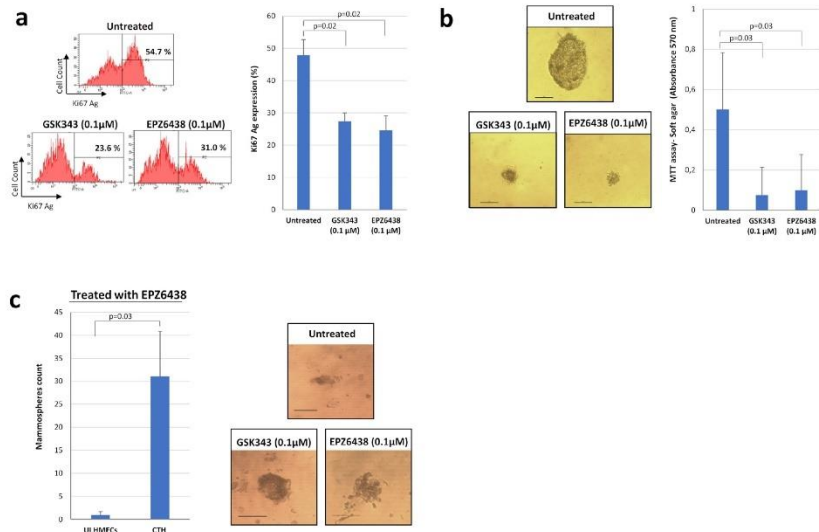 a
Untreated
54.7 %
Cell Count
Ki67 Ag
GSK343 (0.1µM)
EPZ6438 (0.1µM)
23.6 %
31.0 %
Cell Count
Ki67 Ag
Ki67 Ag expression (%)
60
50
40
30
20
10
0
p=0.02
p=0.02
Untreated
GSK343
(0.1 µM)
EPZ6438
(0.1 µM)
b
Untreated
GSK343 (0.1µM)
EPZ6438 (0.1µM)
MTT assay- Soft agar (Absorbance 570 nm)
1
0,8
0,6
0,4
0,2
0
p=0.03
p=0.03
Untreated
GSK343
(0.1 µM)
EPZ6438
(0.1 µM)
c
Treated with EPZ6438
Mammospheres count
45
40
35
30
25
20
15
10
5
0
p=0.03
UI HMECs
CTH
Untreated
GSK343 (0.1µM)
EPZ6438 (0.1µM)